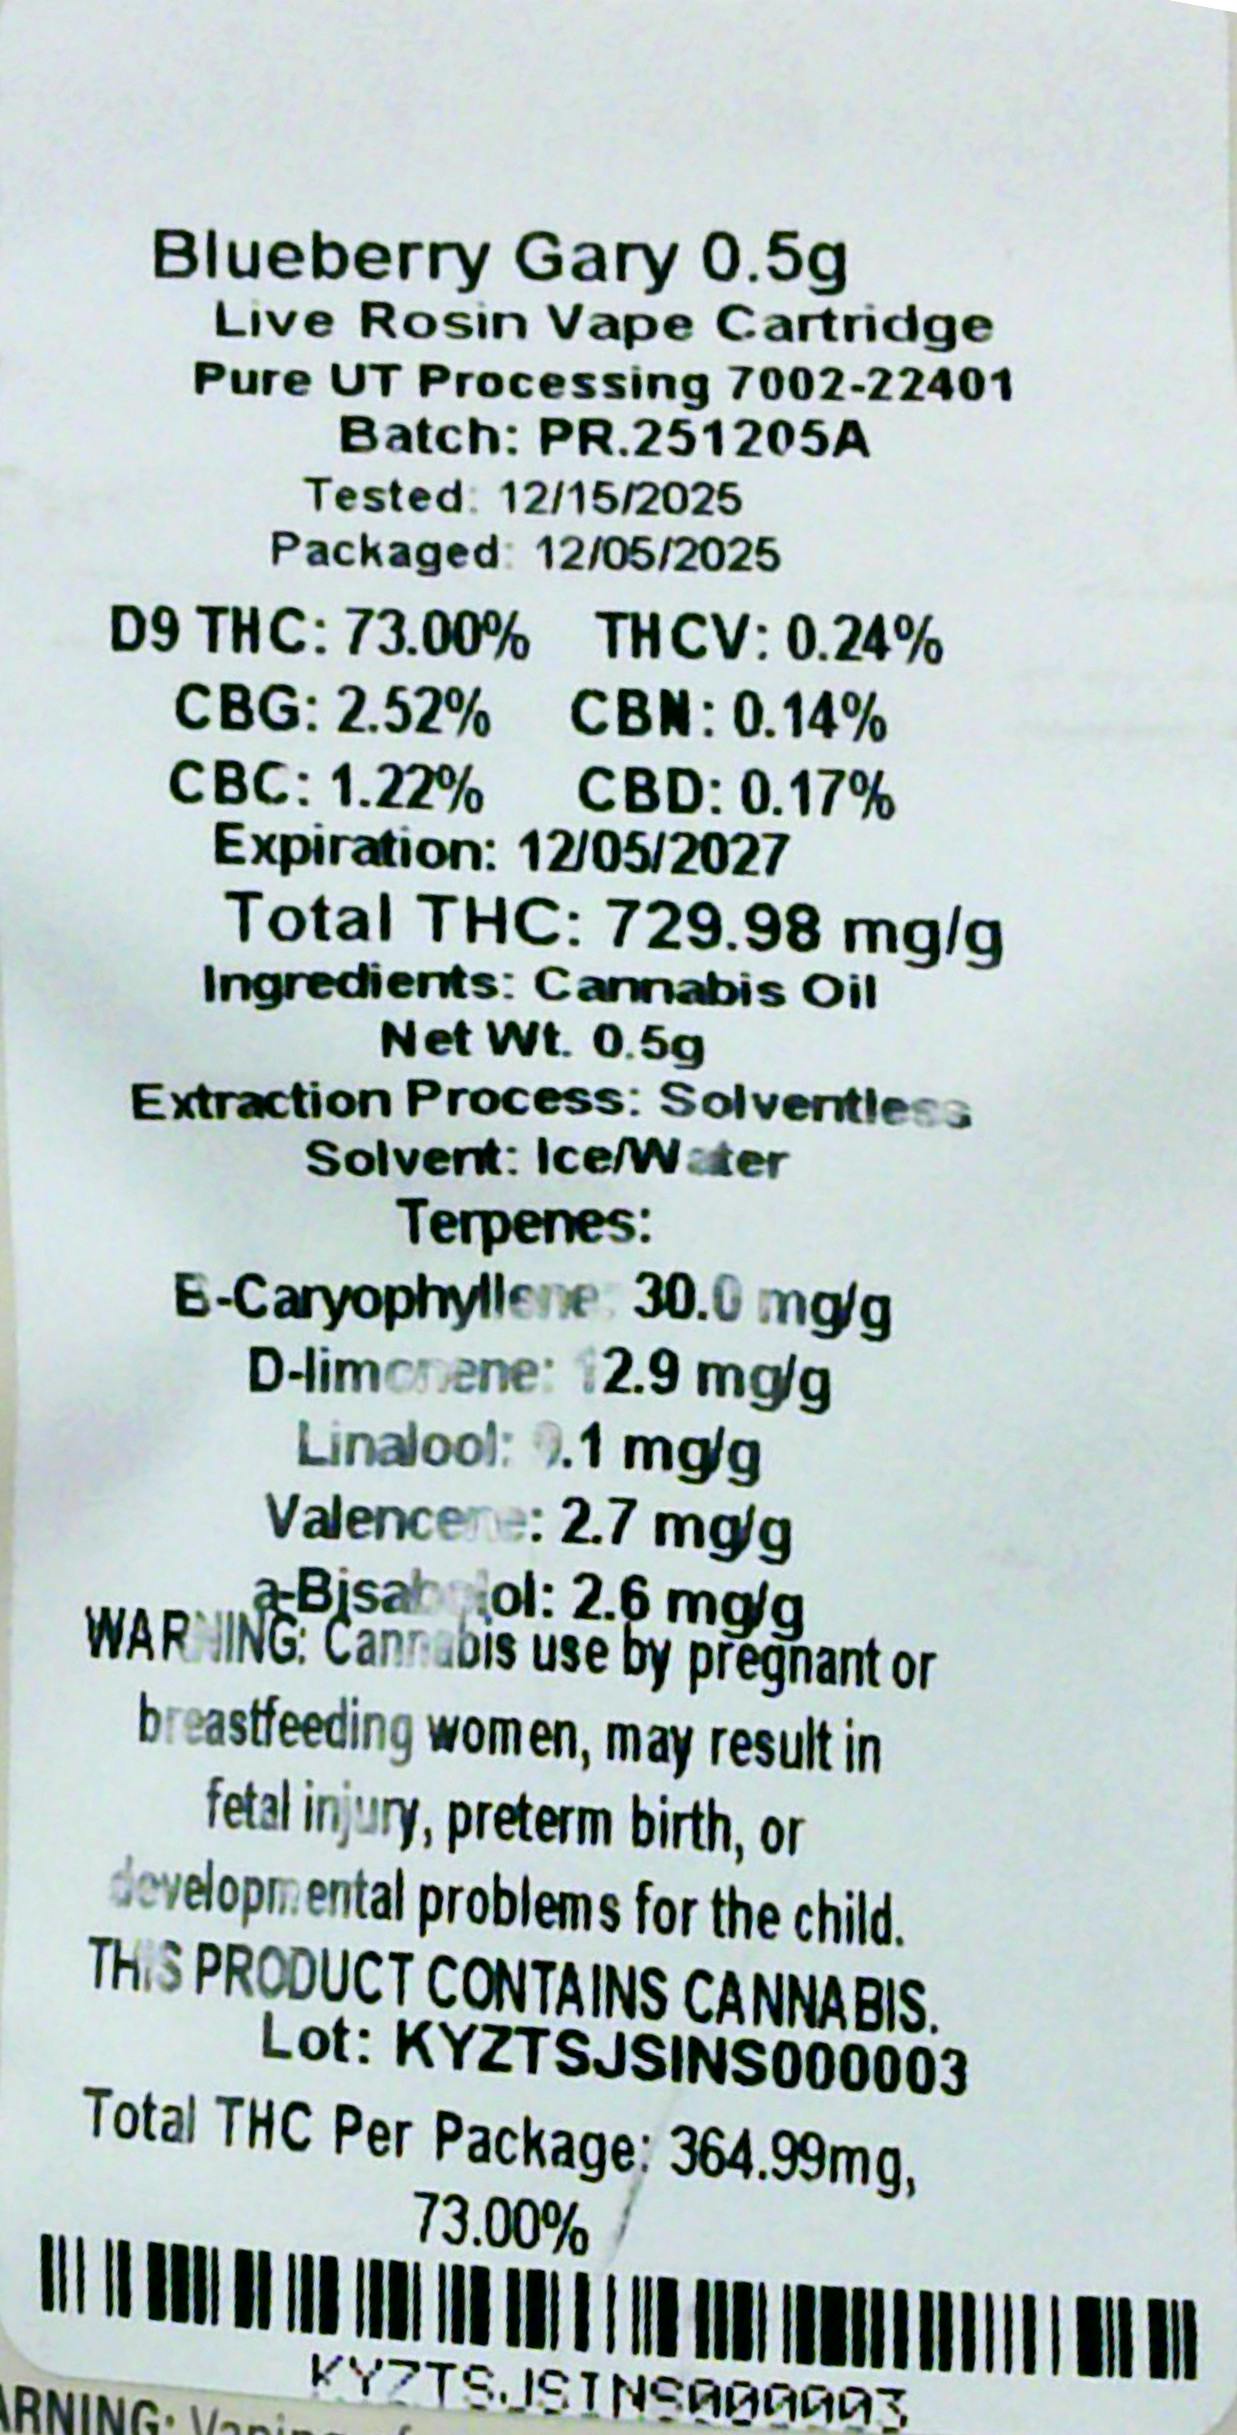 Blueberry Gary 0.5g
Live Rosin Vape Cartridge
Pure UT Processing 7002-22401
Batch: PR.251205A
Tested: 12/15/2025
Packaged: 12/05/2025
D9 THC: 73.00% THCV: 0.24%
CBG: 2.52% CBN: 0.14%
CBC: 1.22% CBD: 0.17%
Expiration: 12/05/2027
Total THC: 729.98 mg/g
Ingredients: Cannabis Oil
Net Wt. 0.5g
Extraction Process: Solventless
Solvent: Ice/Water
Terpenes:
B-Caryophyllene: 30.0 mg/g
D-limonene: 12.9 mg/g
Linalool: mg/g
Valencene: 2.7 mg/g
a-Bisabolol: 2.6 mg/g
WARNING: Cannabis use by pregnant or
breastfeeding women, may result in
fetal injury, preterm birth, or
developmental problems for the child.
THIS PRODUCT CONTAINS CANNABIS.
Lot: KYZTSJSINS000003
Total THC Per Package: 364.99mg,
73.00%
KYZTSJSINS000003
WARNING: